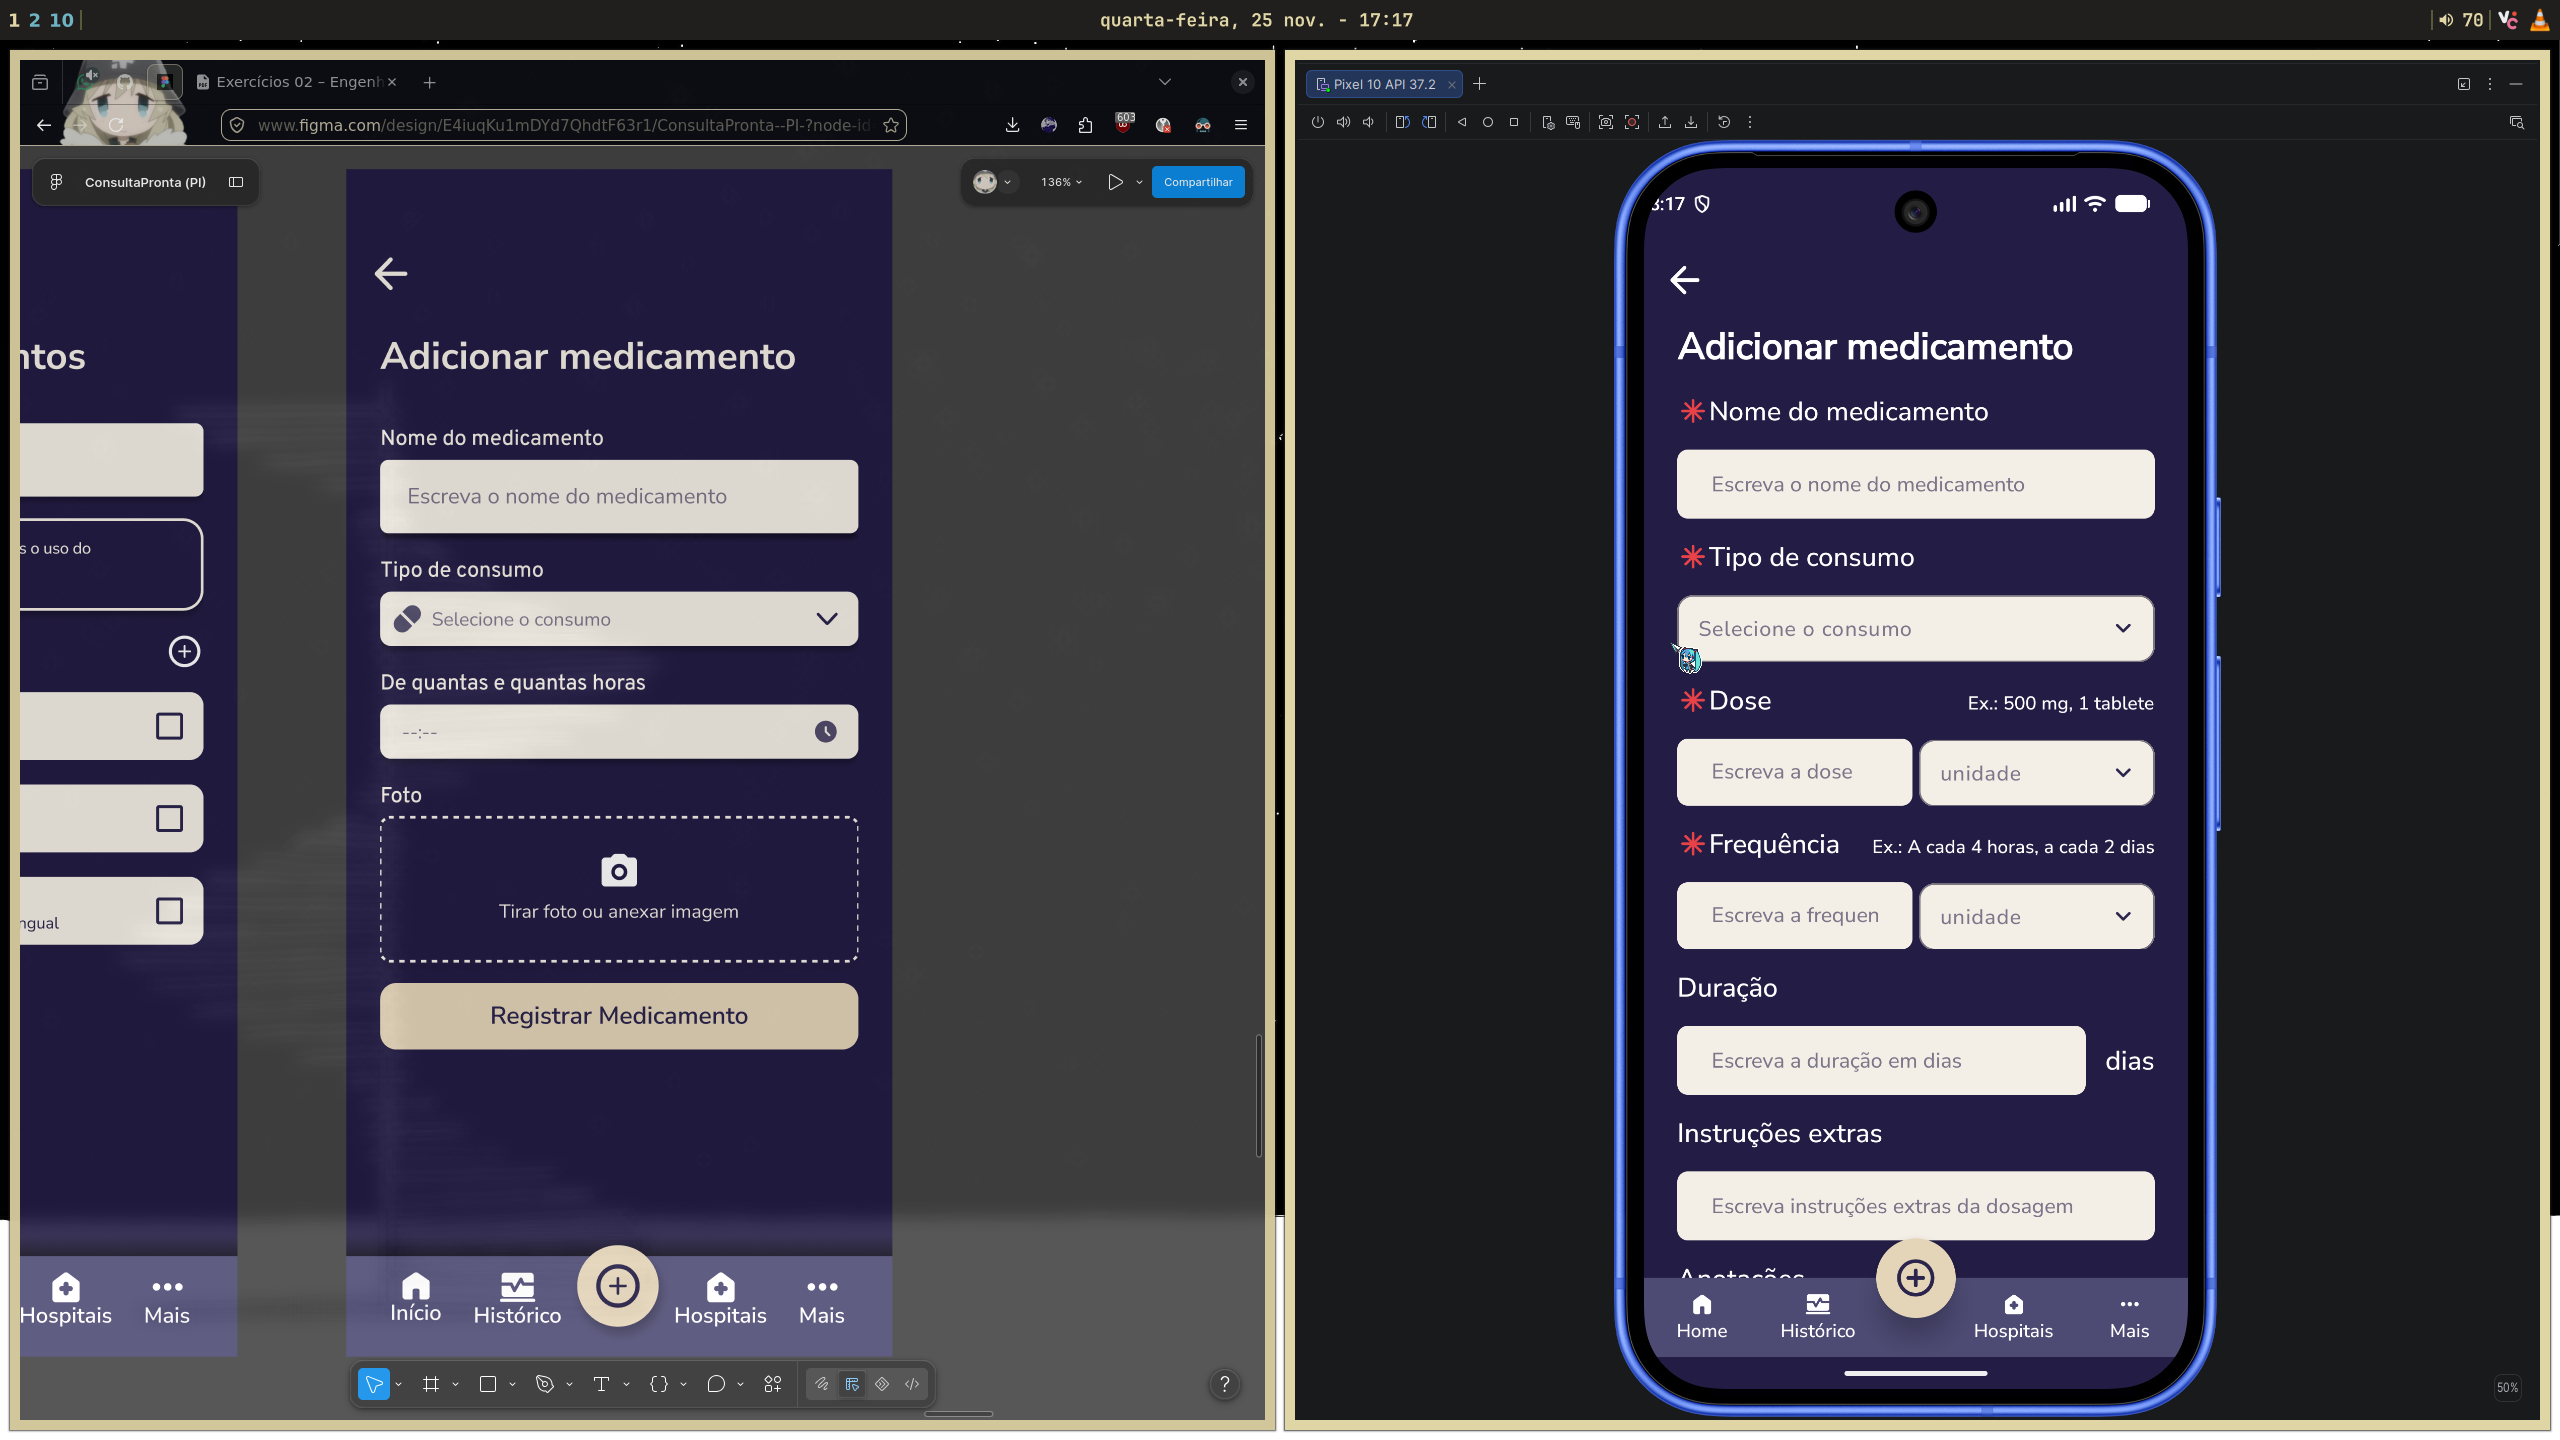 1 2 10
quarta-feira, 25 nov. - 17:17
70
Exercícios 02 – Engenh
www.figma.com/design/E4iuqKu1mDYd7QhdtF63r1/ConsultaPronta--PI-?node-id
603
ConsultaPronta (PI)
136%
Compartilhar
ntos
s o uso do
ngual
Hospitais
Mais
Adicionar medicamento
Nome do medicamento
Escreva o nome do medicamento
Tipo de consumo
Selecione o consumo
De quantas e quantas horas
--:--
Foto
Tirar foto ou anexar imagem
Registrar Medicamento
Início
Histórico
Hospitais
Mais
?
Pixel 10 API 37.2
:17
Adicionar medicamento
Nome do medicamento
Escreva o nome do medicamento
Tipo de consumo
Selecione o consumo
Dose
Ex.: 500 mg, 1 tablete
Escreva a dose
unidade
Frequência
Ex.: A cada 4 horas, a cada 2 dias
Escreva a frequen
unidade
Duração
Escreva a duração em dias
dias
Instruções extras
Escreva instruções extras da dosagem
Anotações
Home
Histórico
Hospitais
Mais
50%